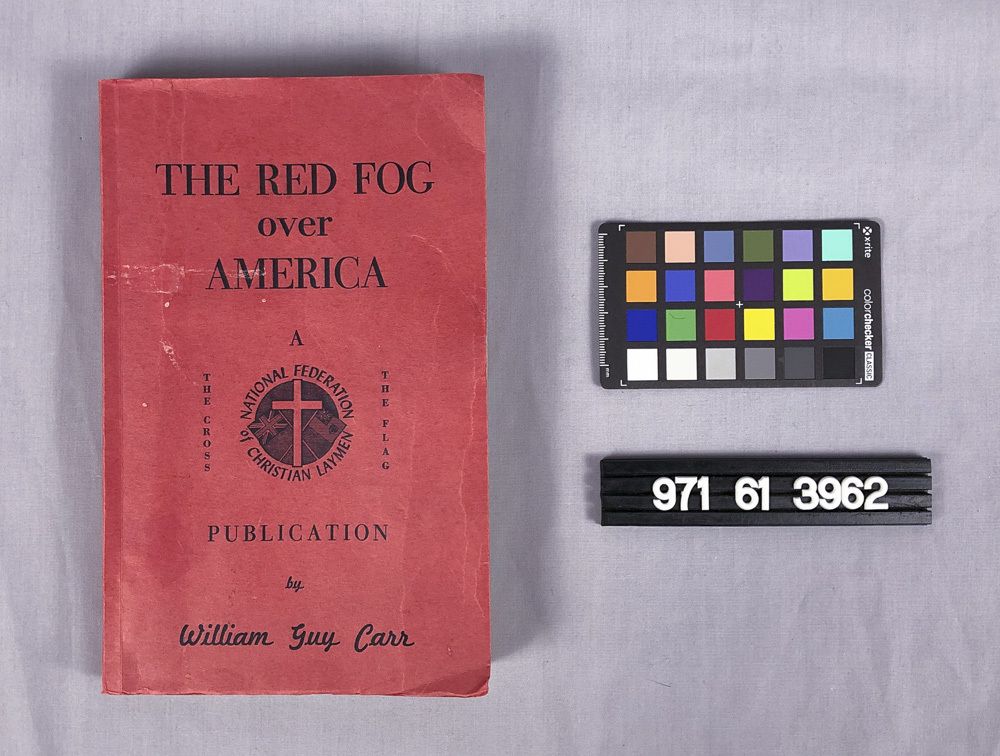 THE RED FOG
over
AMERICA
A
THE CROSS
NATIONAL FEDERATION
of CHRISTIAN LAYMEN
THE FLAG
PUBLICATION
by
William Guy Carr
x-rite
colorchecker CLASSIC
mm
971 61 3962